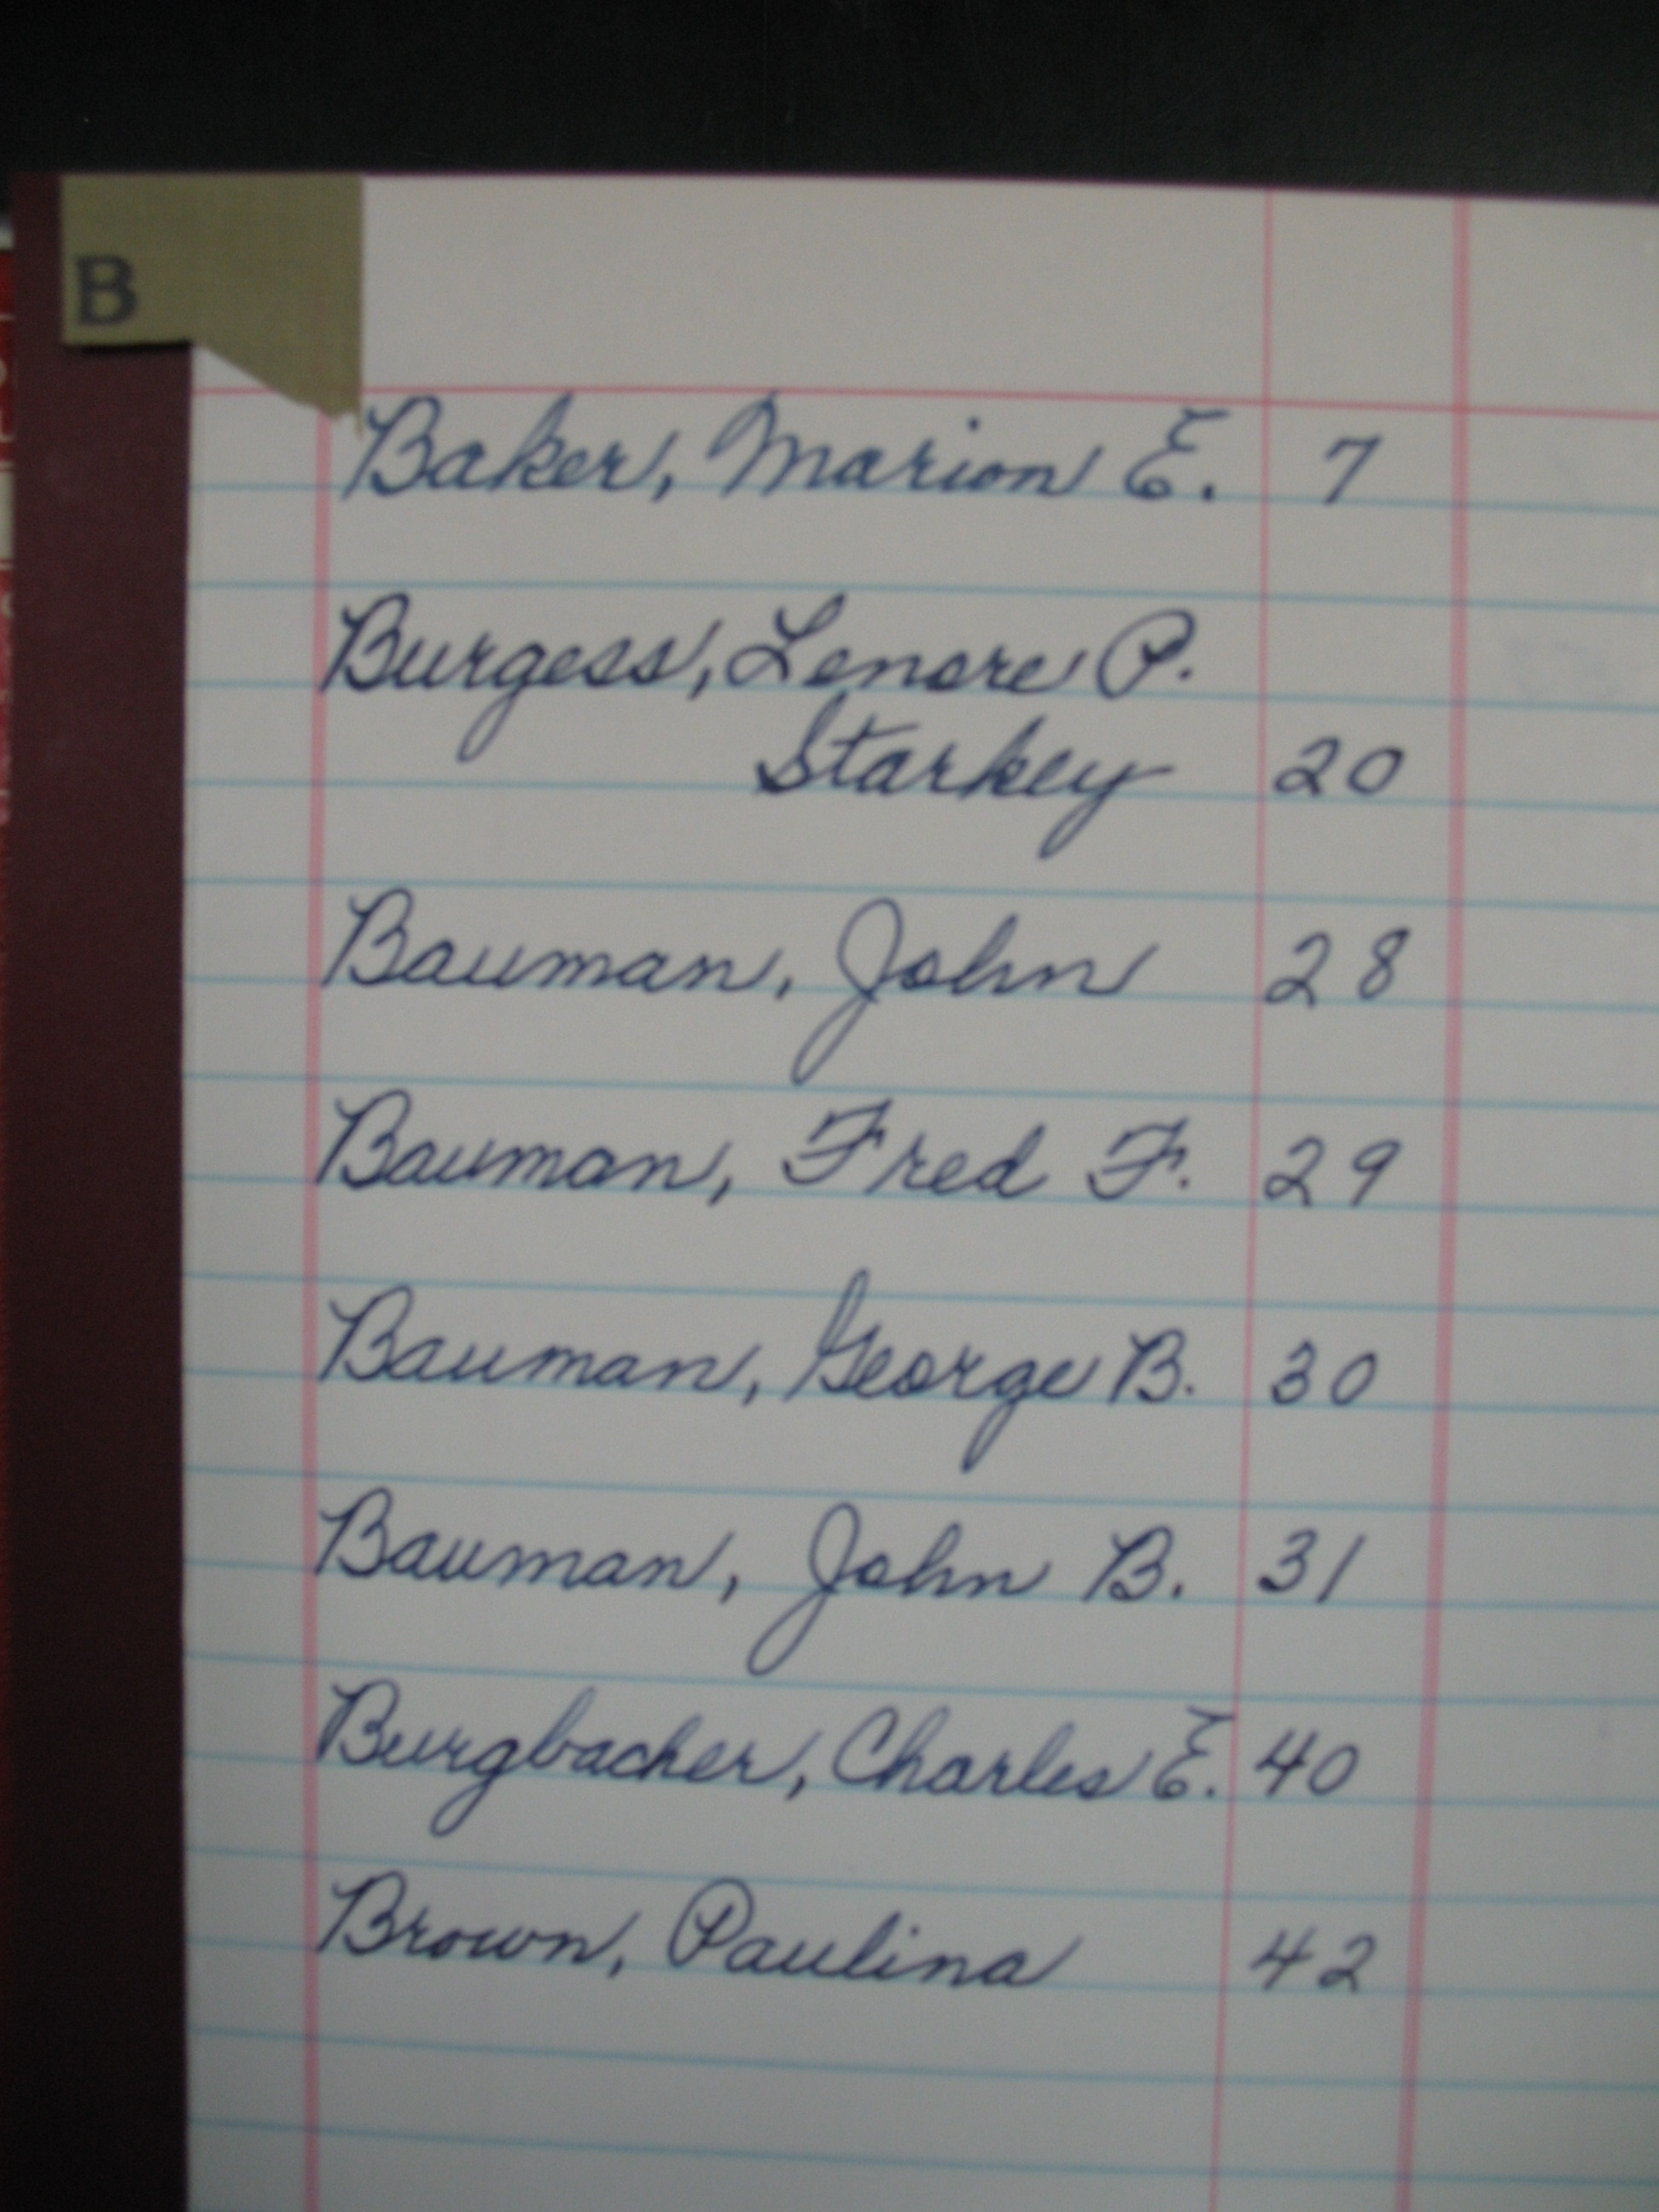 B
Baker, Marion E. 7
Burgess, Lenore P.
Starkey 20
Bauman, John 28
Bauman, Fred F. 29
Bauman, George B. 30
Bauman, John B. 31
Burgbacher, Charles E. 40
Brown, Paulina 42